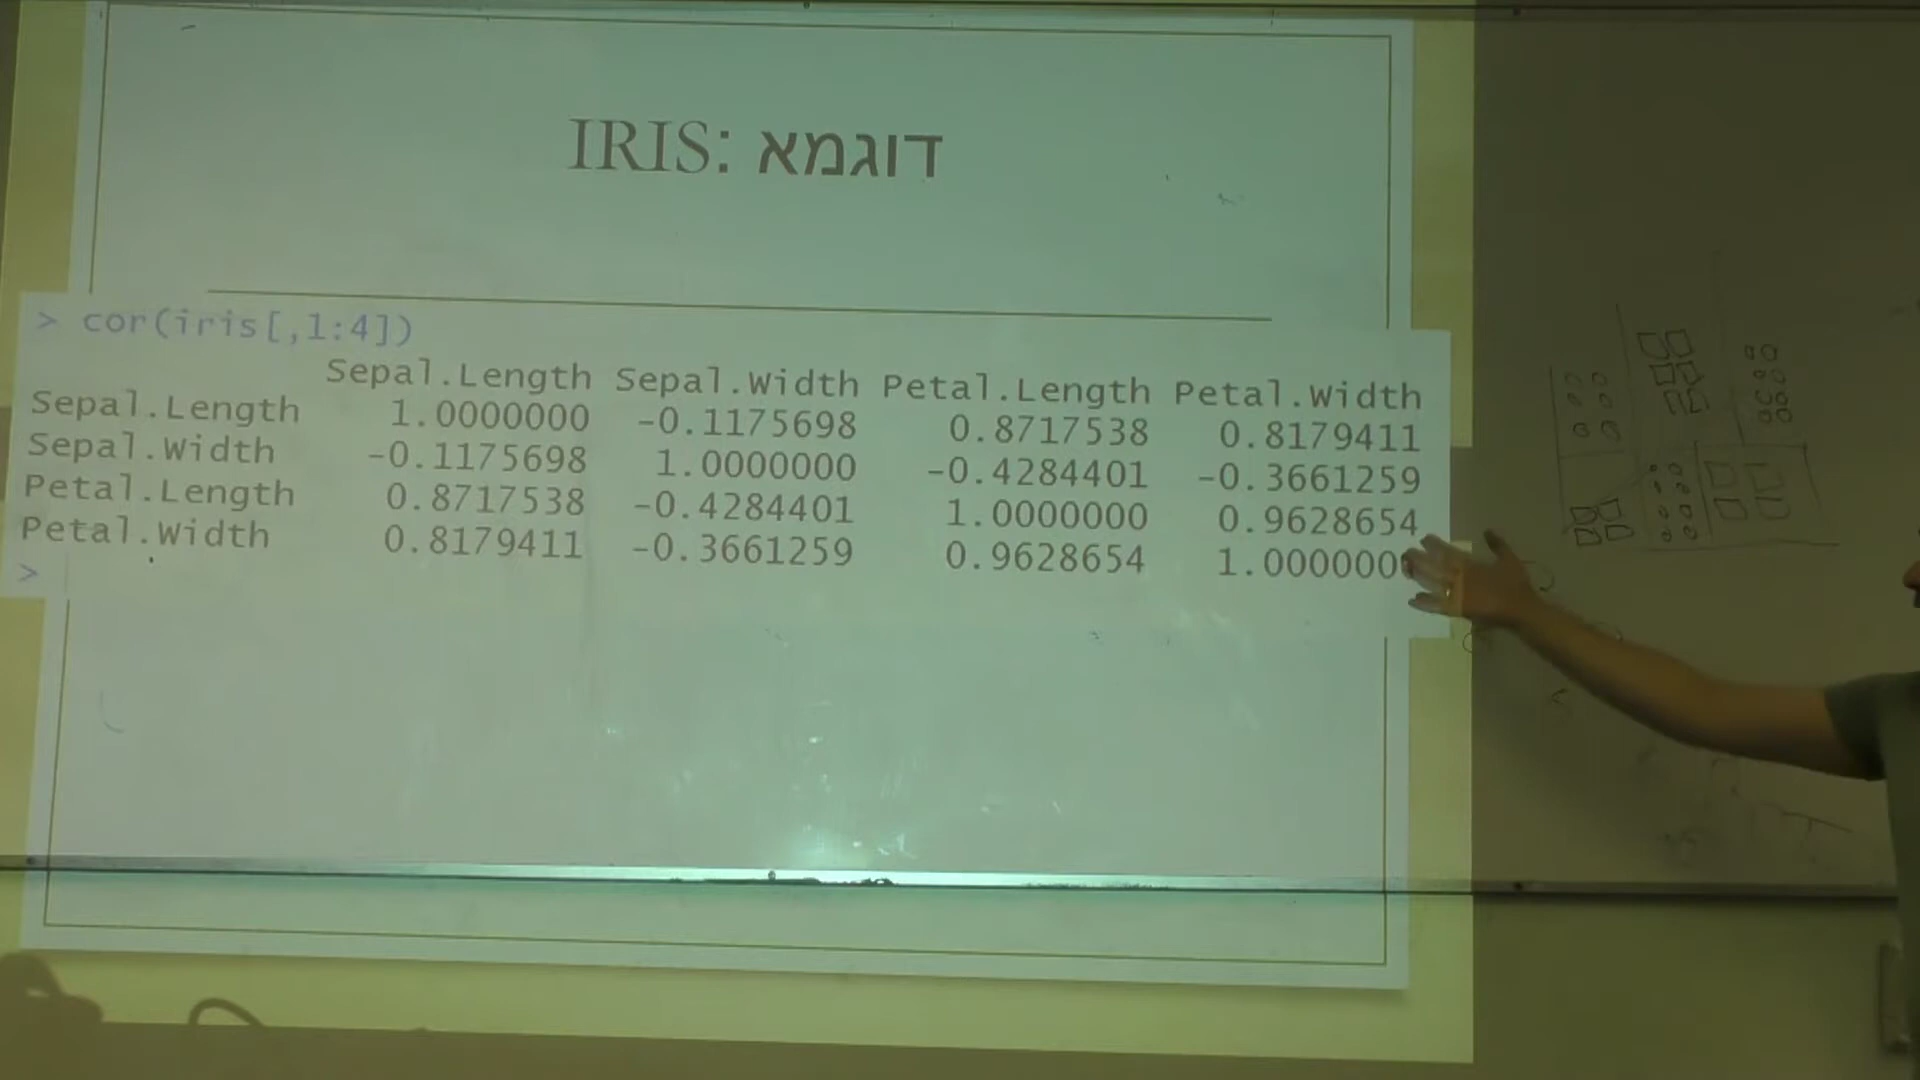 דוגמא :IRIS
> cor(iris[,1:4])
Sepal.Length Sepal.Width Petal.Length Petal.Width
Sepal.Length 1.0000000 -0.1175698 0.8717538 0.8179411
Sepal.Width -0.1175698 1.0000000 -0.4284401 -0.3661259
Petal.Length 0.8717538 -0.4284401 1.0000000 0.9628654
Petal.Width 0.8179411 -0.3661259 0.9628654 1.0000000
>